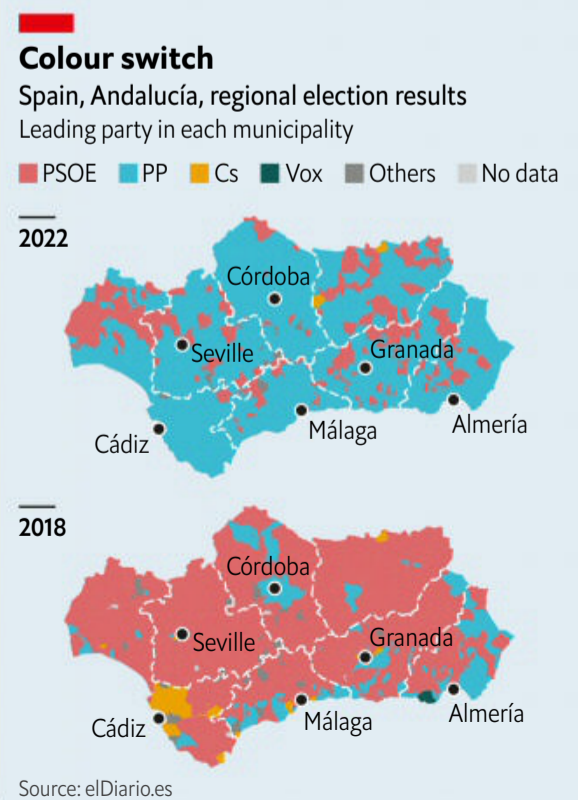 Colour switch
Spain, Andalucía, regional election results
Leading party in each municipality
PSOE PP Cs Vox Others No data
2022
Córdoba
Seville
Granada
Cádiz
Málaga
Almería
2018
Córdoba
Seville
Granada
Cádiz
Málaga
Almería
Source: elDiario.es